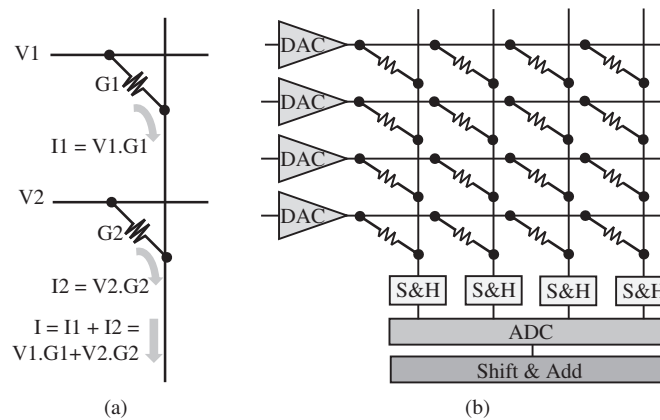 V1
G1
I1 = V1.G1
V2
G2
I2 = V2.G2
I = I1 + I2 =
V1.G1+V2.G2
(a)
DAC
DAC
DAC
DAC
S&H
S&H
S&H
S&H
ADC
Shift & Add
(b)